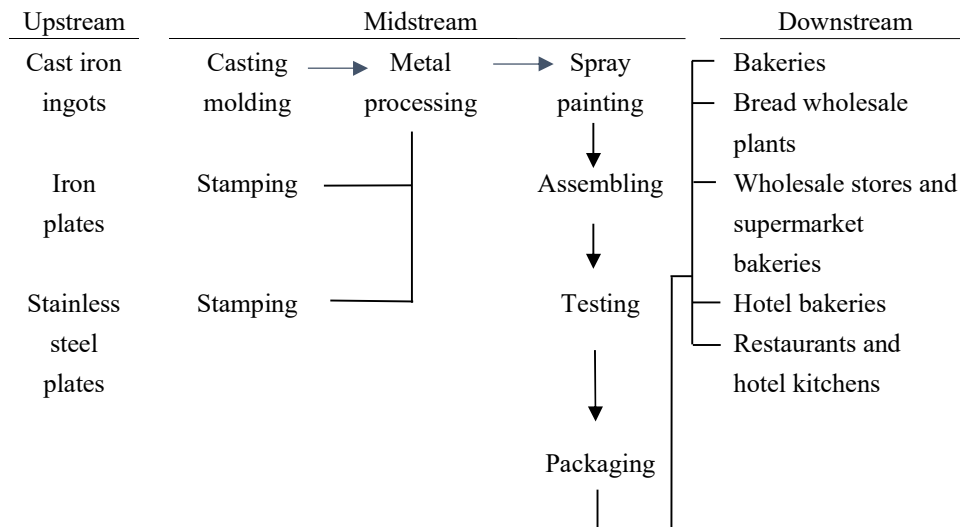 Upstream
Midstream
Downstream
Cast iron
ingots
Casting
molding
Metal
processing
Spray
painting
Bakeries
Bread wholesale
plants
Iron
plates
Stamping
Assembling
Wholesale stores and
supermarket
bakeries
Stainless
steel
plates
Stamping
Testing
Hotel bakeries
Restaurants and
hotel kitchens
Packaging